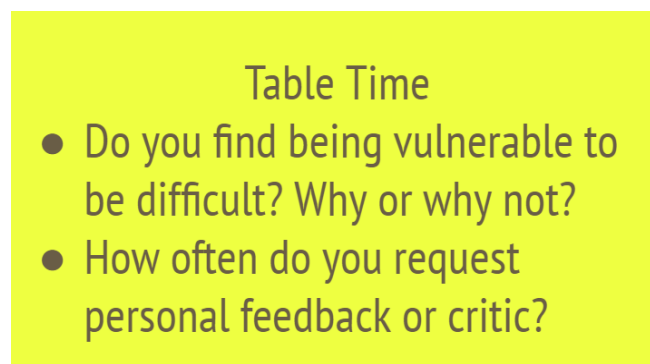 Table Time
● Do you find being vulnerable to
be difficult? Why or why not?
● How often do you request
personal feedback or critic?